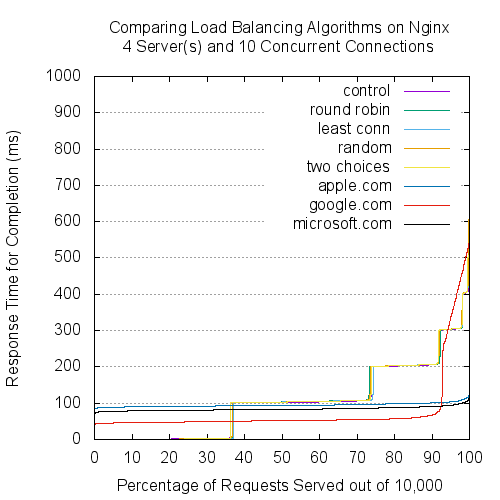 Comparing Load Balancing Algorithms on Nginx
4 Server(s) and 10 Concurrent Connections
1000
900
800
700
600
500
400
300
200
100
0
Response Time for Completion (ms)
control
round robin
least conn
random
two choices
apple.com
google.com
microsoft.com
0 10 20 30 40 50 60 70 80 90 100
Percentage of Requests Served out of 10,000